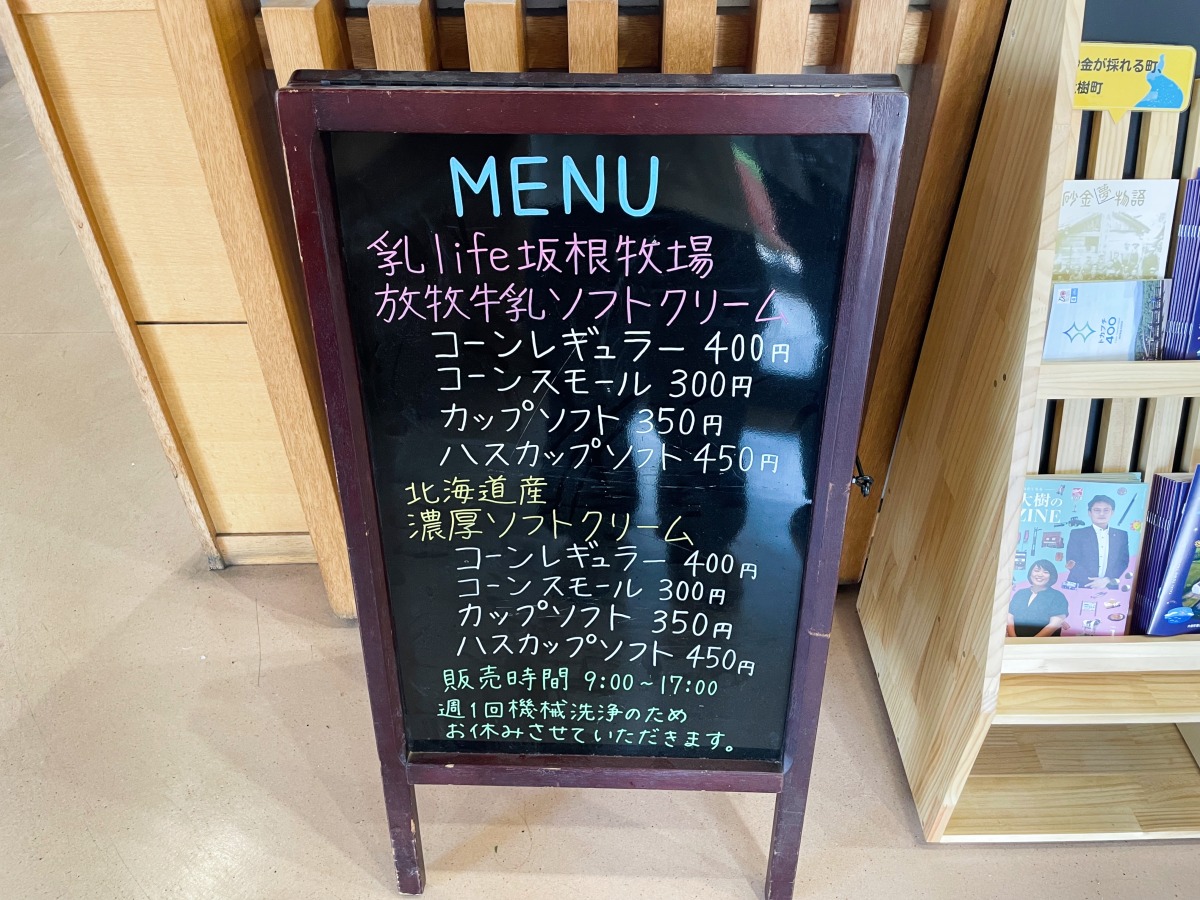 MENU
乳life坂根牧場
放牧牛乳ソフトクリーム
コーンレギュラー 400円
コーンスモール 300円
カップソフト 350円
ハスカップソフト 450円
北海道産
濃厚ソフトクリーム
コーンレギュラー 400円
コーンスモール 300円
カップソフト 350円
ハスカップソフト 450円
販売時間 9:00~17:00
週1回機械洗浄のため
お休みさせていただきます。
金が採れる町、
樹町
砂金 物語
トカプチ
400
大樹の
ZINE